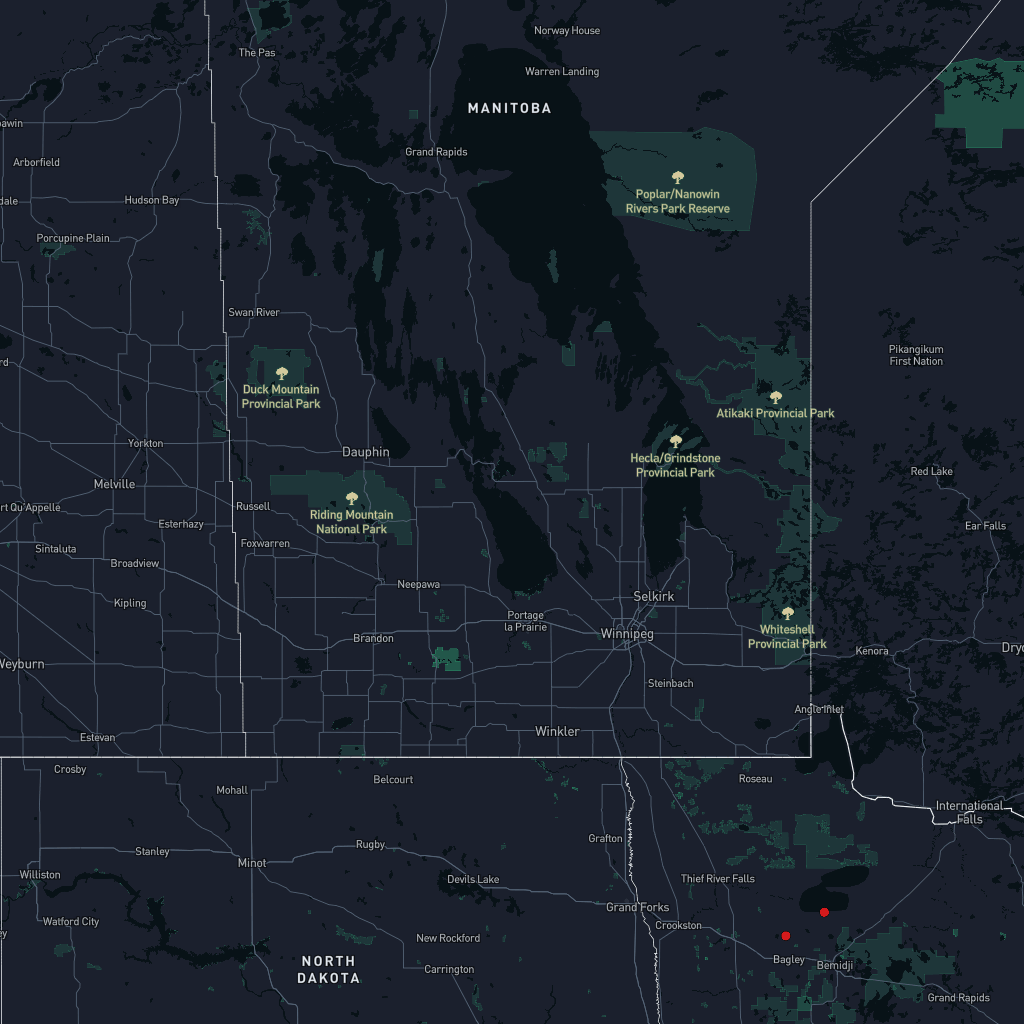 Norway House
The Pas
Warren Landing
MANITOBA
awin
Grand Rapids
Arborfield
Poplar/Nanowin
Rivers Park Reserve
dale
Hudson Bay
Porcupine Plain
Swan River
Pikangikum
First Nation
rd
Duck Mountain
Provincial Park
Atikaki Provincial Park
Yorkton
Dauphin
Hecla/Grindstone
Provincial Park
Red Lake
Melville
rt Qu'Appelle
Russell
Riding Mountain
National Park
Esterhazy
Ear Falls
Sintaluta
Foxwarren
Broadview
Neepawa
Selkirk
Kipling
Portage
la Prairie
Winnipeg
Whiteshell
Provincial Park
Brandon
Kenora
Dryd
Weyburn
Steinbach
Angle Inlet
Winkler
Estevan
Crosby
Belcourt
Roseau
Mohall
International
Falls
Grafton
Stanley
Rugby
Minot
Williston
Devils Lake
Thief River Falls
Grand Forks
Watford City
Crookston
ey
New Rockford
NORTH
DAKOTA
Carrington
Bagley
Bemidji
Grand Rapids